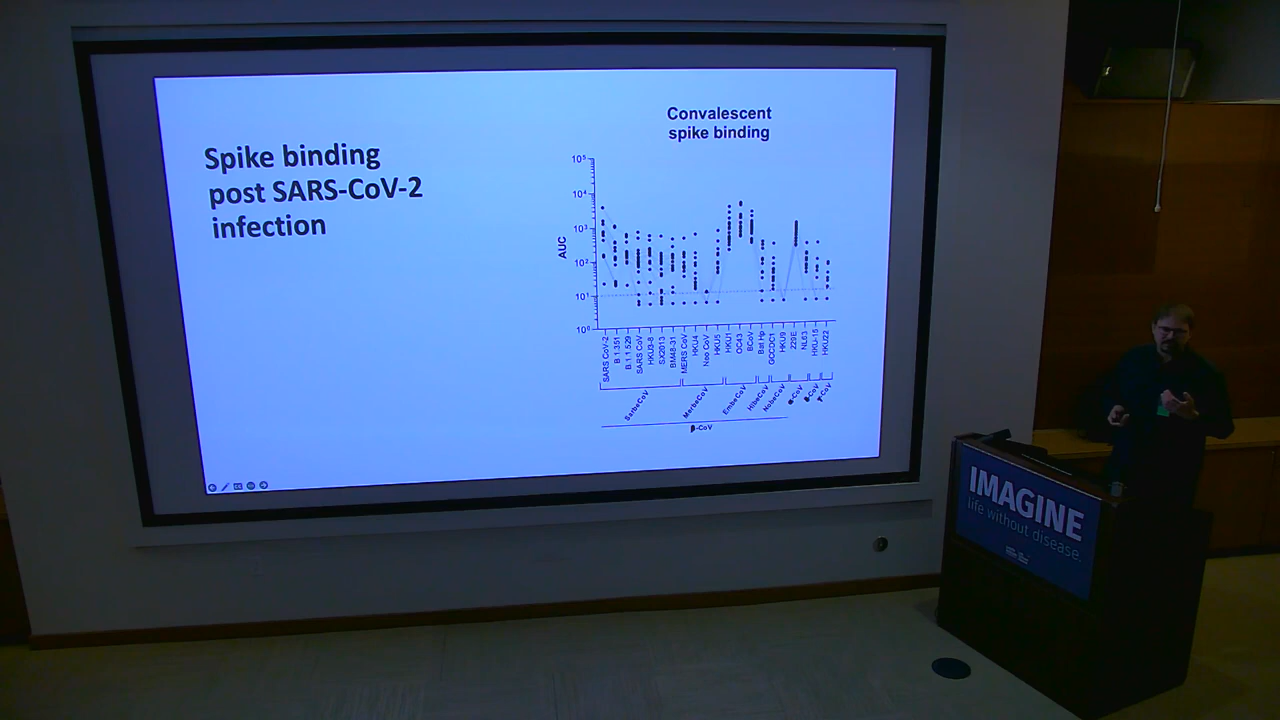 Spike binding
post SARS-CoV-2
infection
Convalescent
spike binding
AUC
10⁵
10⁴
10³
10²
10¹
10⁰
SARS CoV-2
B.1.351
B.1.1.529
SARS CoV
HKU3-8
SX2013
BM48-31
MERS CoV
HKU4
Neo CoV
HKU5
HKU1
OC43
BCoV
Bat Hp
GCCDC1
HKU9
229E
NL63
HKU-15
HKU22
SarbeCoV
MerbeCoV
EmbeCoV
HibeCoV
NobeCoV
α-CoV
δ-CoV
γ-CoV
β-CoV
IMAGINE
life without disease.